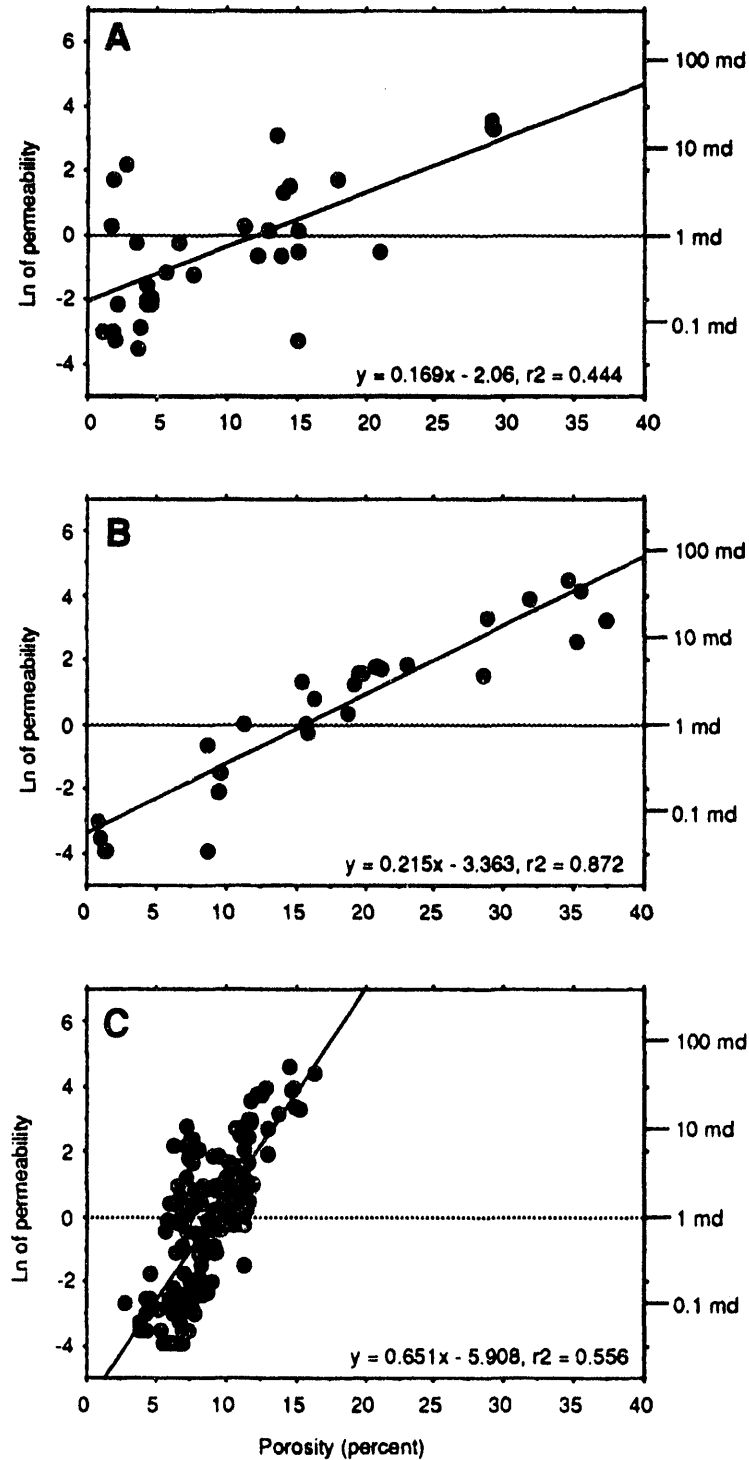 A
6
4
2
0
-2
-4
Ln of permeability
100 md
10 md
1 md
0.1 md
y = 0.169x - 2.06, r2 = 0.444
0 5 10 15 20 25 30 35 40
B
6
4
2
0
-2
-4
Ln of permeability
100 md
10 md
1 md
0.1 md
y = 0.215x - 3.363, r2 = 0.872
0 5 10 15 20 25 30 35 40
C
6
4
2
0
-2
-4
Ln of permeability
100 md
10 md
1 md
0.1 md
y = 0.651x - 5.908, r2 = 0.556
0 5 10 15 20 25 30 35 40
Porosity (percent)